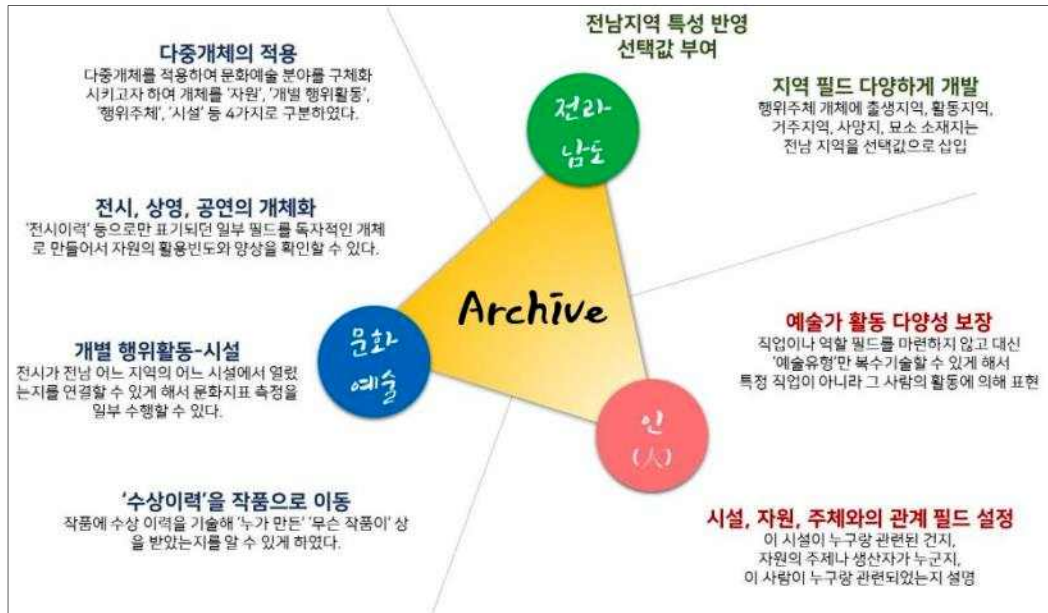 다중개체의 적용
다중개체를 적용하여 문화예술 분야를 구체화
시키고자 하여 개체를 '자원', '개별 행위활동',
'행위주체', '시설' 등 4가지로 구분하였다.
전시, 상영, 공연의 개체화
'전시이력' 등으로만 표기되던 일부 필드를 독자적인 개체
로 만들어서 자원의 활용빈도와 양상을 확인할 수 있다.
개별 행위활동-시설
전시가 전남 어느 지역의 어느 시설에서 열렸
는지를 연결할 수 있게 해서 문화지표 측정을
일부 수행할 수 있다.
'수상이력'을 작품으로 이동
작품에 수상 이력을 기술해 '누가 만든' '무슨 작품이' 상
을 받았는지를 알 수 있게 하였다.
전남지역 특성 반영
선택값 부여
전라
남도
Archive
문화
예술
인
(人)
지역 필드 다양하게 개발
행위주체 개체에 출생지역, 활동지역,
거주지역, 사망지, 묘소 소재지는
전남 지역을 선택값으로 삽입
예술가 활동 다양성 보장
직업이나 역할 필드를 마련하지 않고 대신
'예술유형'만 복수기술할 수 있게 해서
특정 직업이 아니라 그 사람의 활동에 의해 표현
시설, 자원, 주체와의 관계 필드 설정
이 시설이 누구랑 관련된 건지,
자원의 주제나 생산자가 누군지,
이 사람이 누구랑 관련되었는지 설명